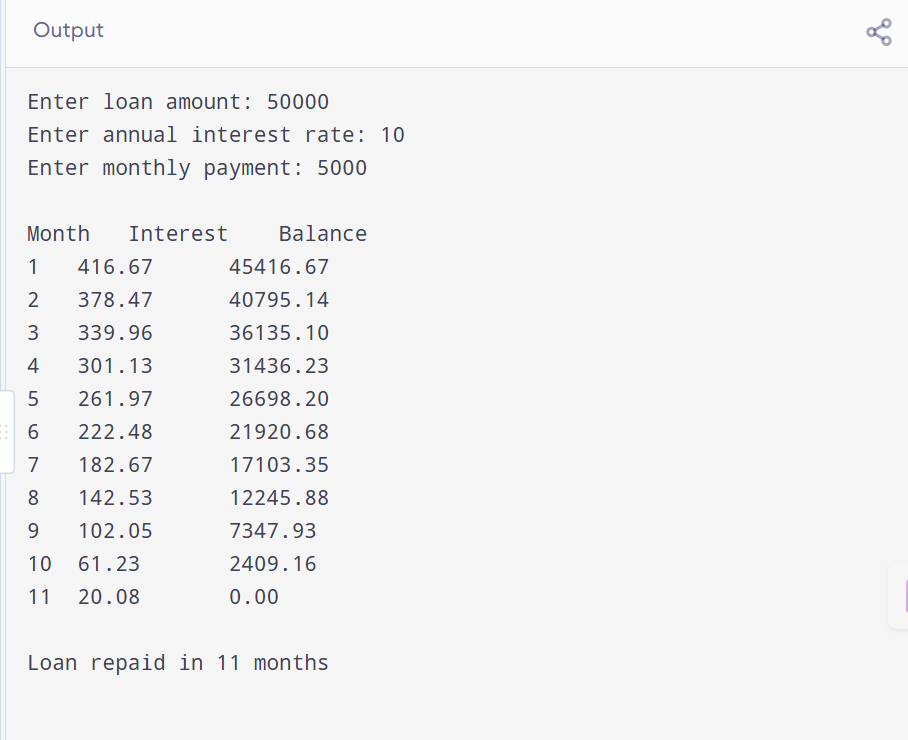 Output
Enter loan amount: 50000
Enter annual interest rate: 10
Enter monthly payment: 5000
Month   Interest    Balance
1   416.67      45416.67
2   378.47      40795.14
3   339.96      36135.10
4   301.13      31436.23
5   261.97      26698.20
6   222.48      21920.68
7   182.67      17103.35
8   142.53      12245.88
9   102.05      7347.93
10  61.23       2409.16
11  20.08       0.00
Loan repaid in 11 months